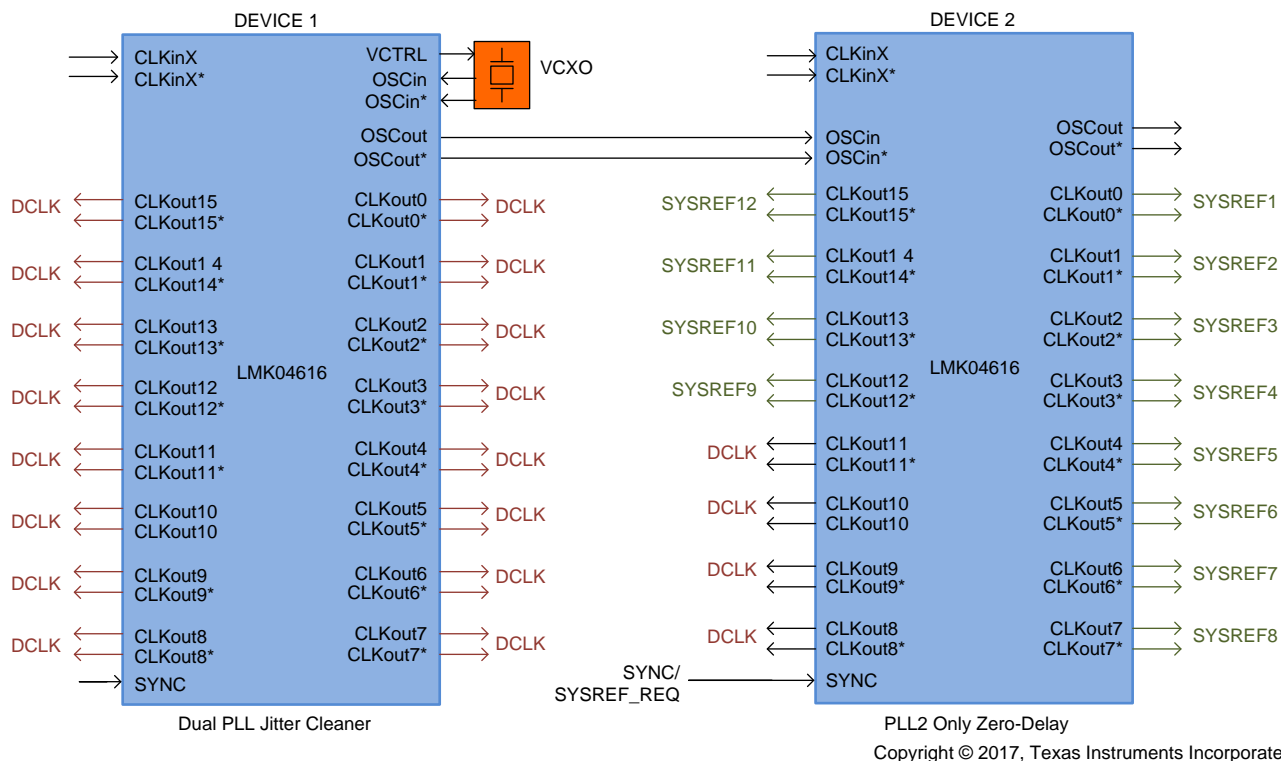 DEVICE 1
CLKinX
CLKinX*
VCTRL
OSCin
OSCin*
VCXO
OSCout
OSCout*
DCLK
CLKout15
CLKout15*
CLKout0
CLKout0*
DCLK
DCLK
CLKout1 4
CLKout14*
CLKout1
CLKout1*
DCLK
DCLK
CLKout13
CLKout13*
CLKout2
CLKout2*
DCLK
LMK04616
DCLK
CLKout12
CLKout12*
CLKout3
CLKout3*
DCLK
DCLK
CLKout11
CLKout11*
CLKout4
CLKout4*
DCLK
DCLK
CLKout10
CLKout10
CLKout5
CLKout5*
DCLK
DCLK
CLKout9
CLKout9*
CLKout6
CLKout6*
DCLK
DCLK
CLKout8
CLKout8*
CLKout7
CLKout7*
DCLK
SYNC
Dual PLL Jitter Cleaner
DEVICE 2
CLKinX
CLKinX*
OSCin
OSCin*
OSCout
OSCout*
SYSREF12
CLKout15
CLKout15*
CLKout0
CLKout0*
SYSREF1
SYSREF11
CLKout1 4
CLKout14*
CLKout1
CLKout1*
SYSREF2
SYSREF10
CLKout13
CLKout13*
CLKout2
CLKout2*
SYSREF3
LMK04616
SYSREF9
CLKout12
CLKout12*
CLKout3
CLKout3*
SYSREF4
DCLK
CLKout11
CLKout11*
CLKout4
CLKout4*
SYSREF5
DCLK
CLKout10
CLKout10
CLKout5
CLKout5*
SYSREF6
DCLK
CLKout9
CLKout9*
CLKout6
CLKout6*
SYSREF7
DCLK
CLKout8
CLKout8*
CLKout7
CLKout7*
SYSREF8
SYNC/
SYSREF_REQ
SYNC
PLL2 Only Zero-Delay
Copyright © 2017, Texas Instruments Incorporate